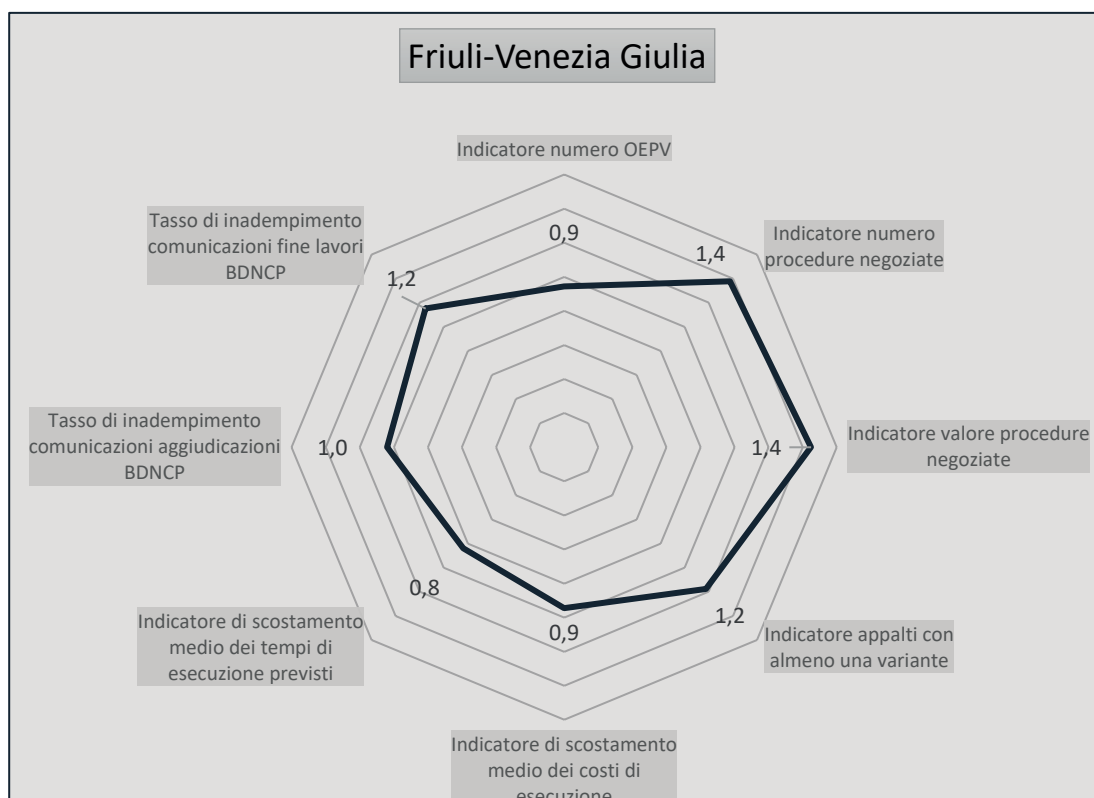 Friuli-Venezia Giulia
Indicatore numero OEPV
0,9
Indicatore numero
procedure negoziate
1,4
Indicatore valore procedure
negoziate
1,4
Indicatore appalti con
almeno una variante
1,2
Indicatore di scostamento
medio dei costi di
esecuzione
0,9
Indicatore di scostamento
medio dei tempi di
esecuzione previsti
0,8
Tasso di inadempimento
comunicazioni aggiudicazioni
BDNCP
1,0
Tasso di inadempimento
comunicazioni fine lavori
BDNCP
1,2